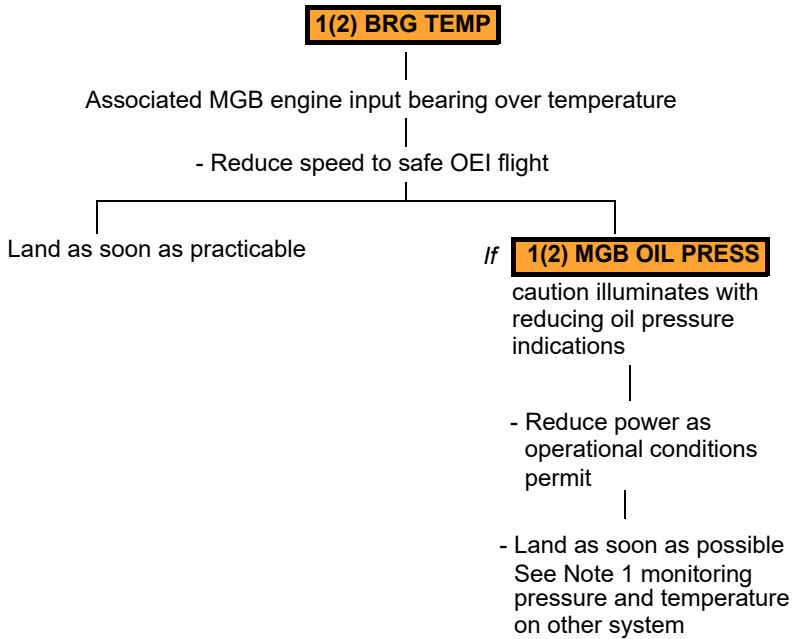 1(2) BRG TEMP
Associated MGB engine input bearing over temperature
- Reduce speed to safe OEI flight
Land as soon as practicable
If 1(2) MGB OIL PRESS
caution illuminates with
reducing oil pressure
indications
- Reduce power as
operational conditions
permit
- Land as soon as possible
See Note 1 monitoring
pressure and temperature
on other system